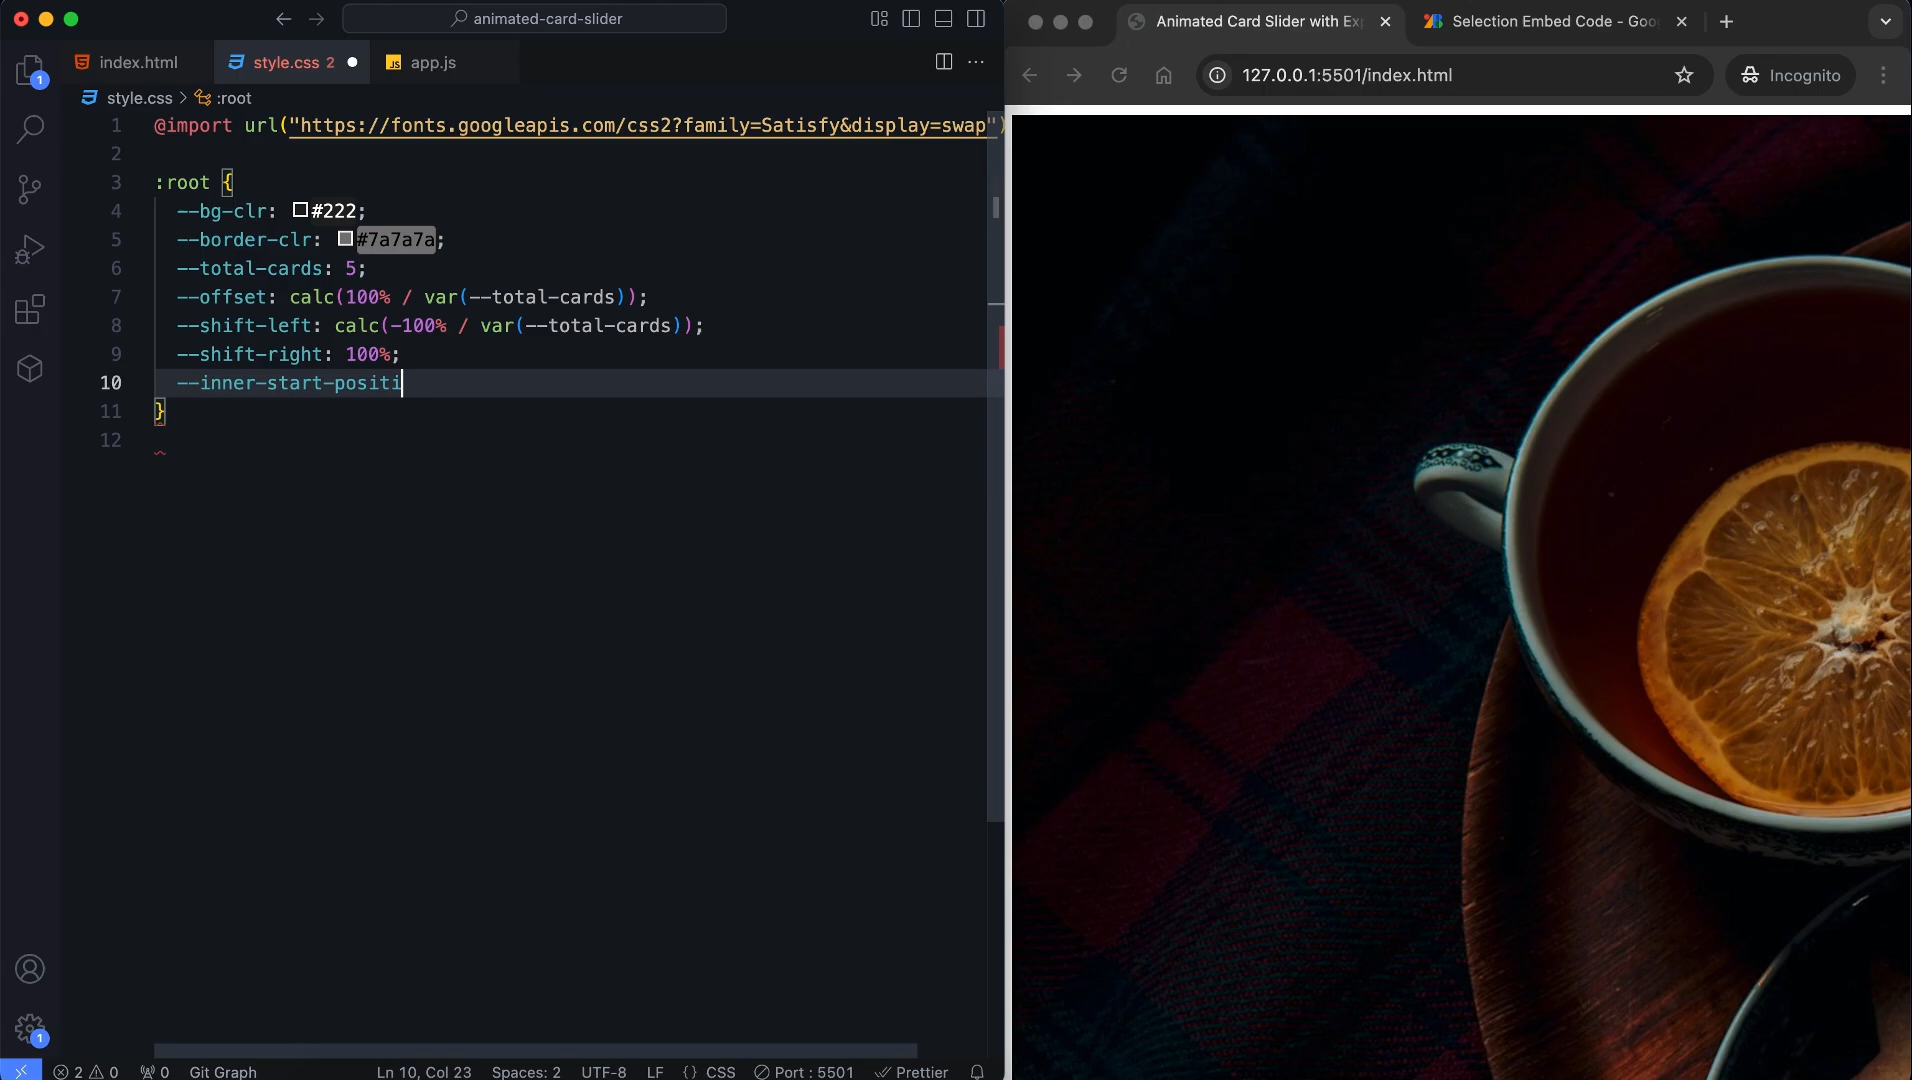 animated-card-slider
index.html
style.css 2
app.js
style.css > :root
1 @import url("https://fonts.googleapis.com/css2?family=Satisfy&display=swap")
2
3 :root {
4 --bg-clr: #222;
5 --border-clr: #7a7a7a;
6 --total-cards: 5;
7 --offset: calc(100% / var(--total-cards));
8 --shift-left: calc(-100% / var(--total-cards));
9 --shift-right: 100%;
10 --inner-start-positi
11 }
12
1
1
2 0 0 Git Graph Ln 10, Col 23 Spaces: 2 UTF-8 LF {} CSS Port : 5501 Prettier
Animated Card Slider with Ex
Selection Embed Code - Goo
127.0.0.1:5501/index.html
Incognito